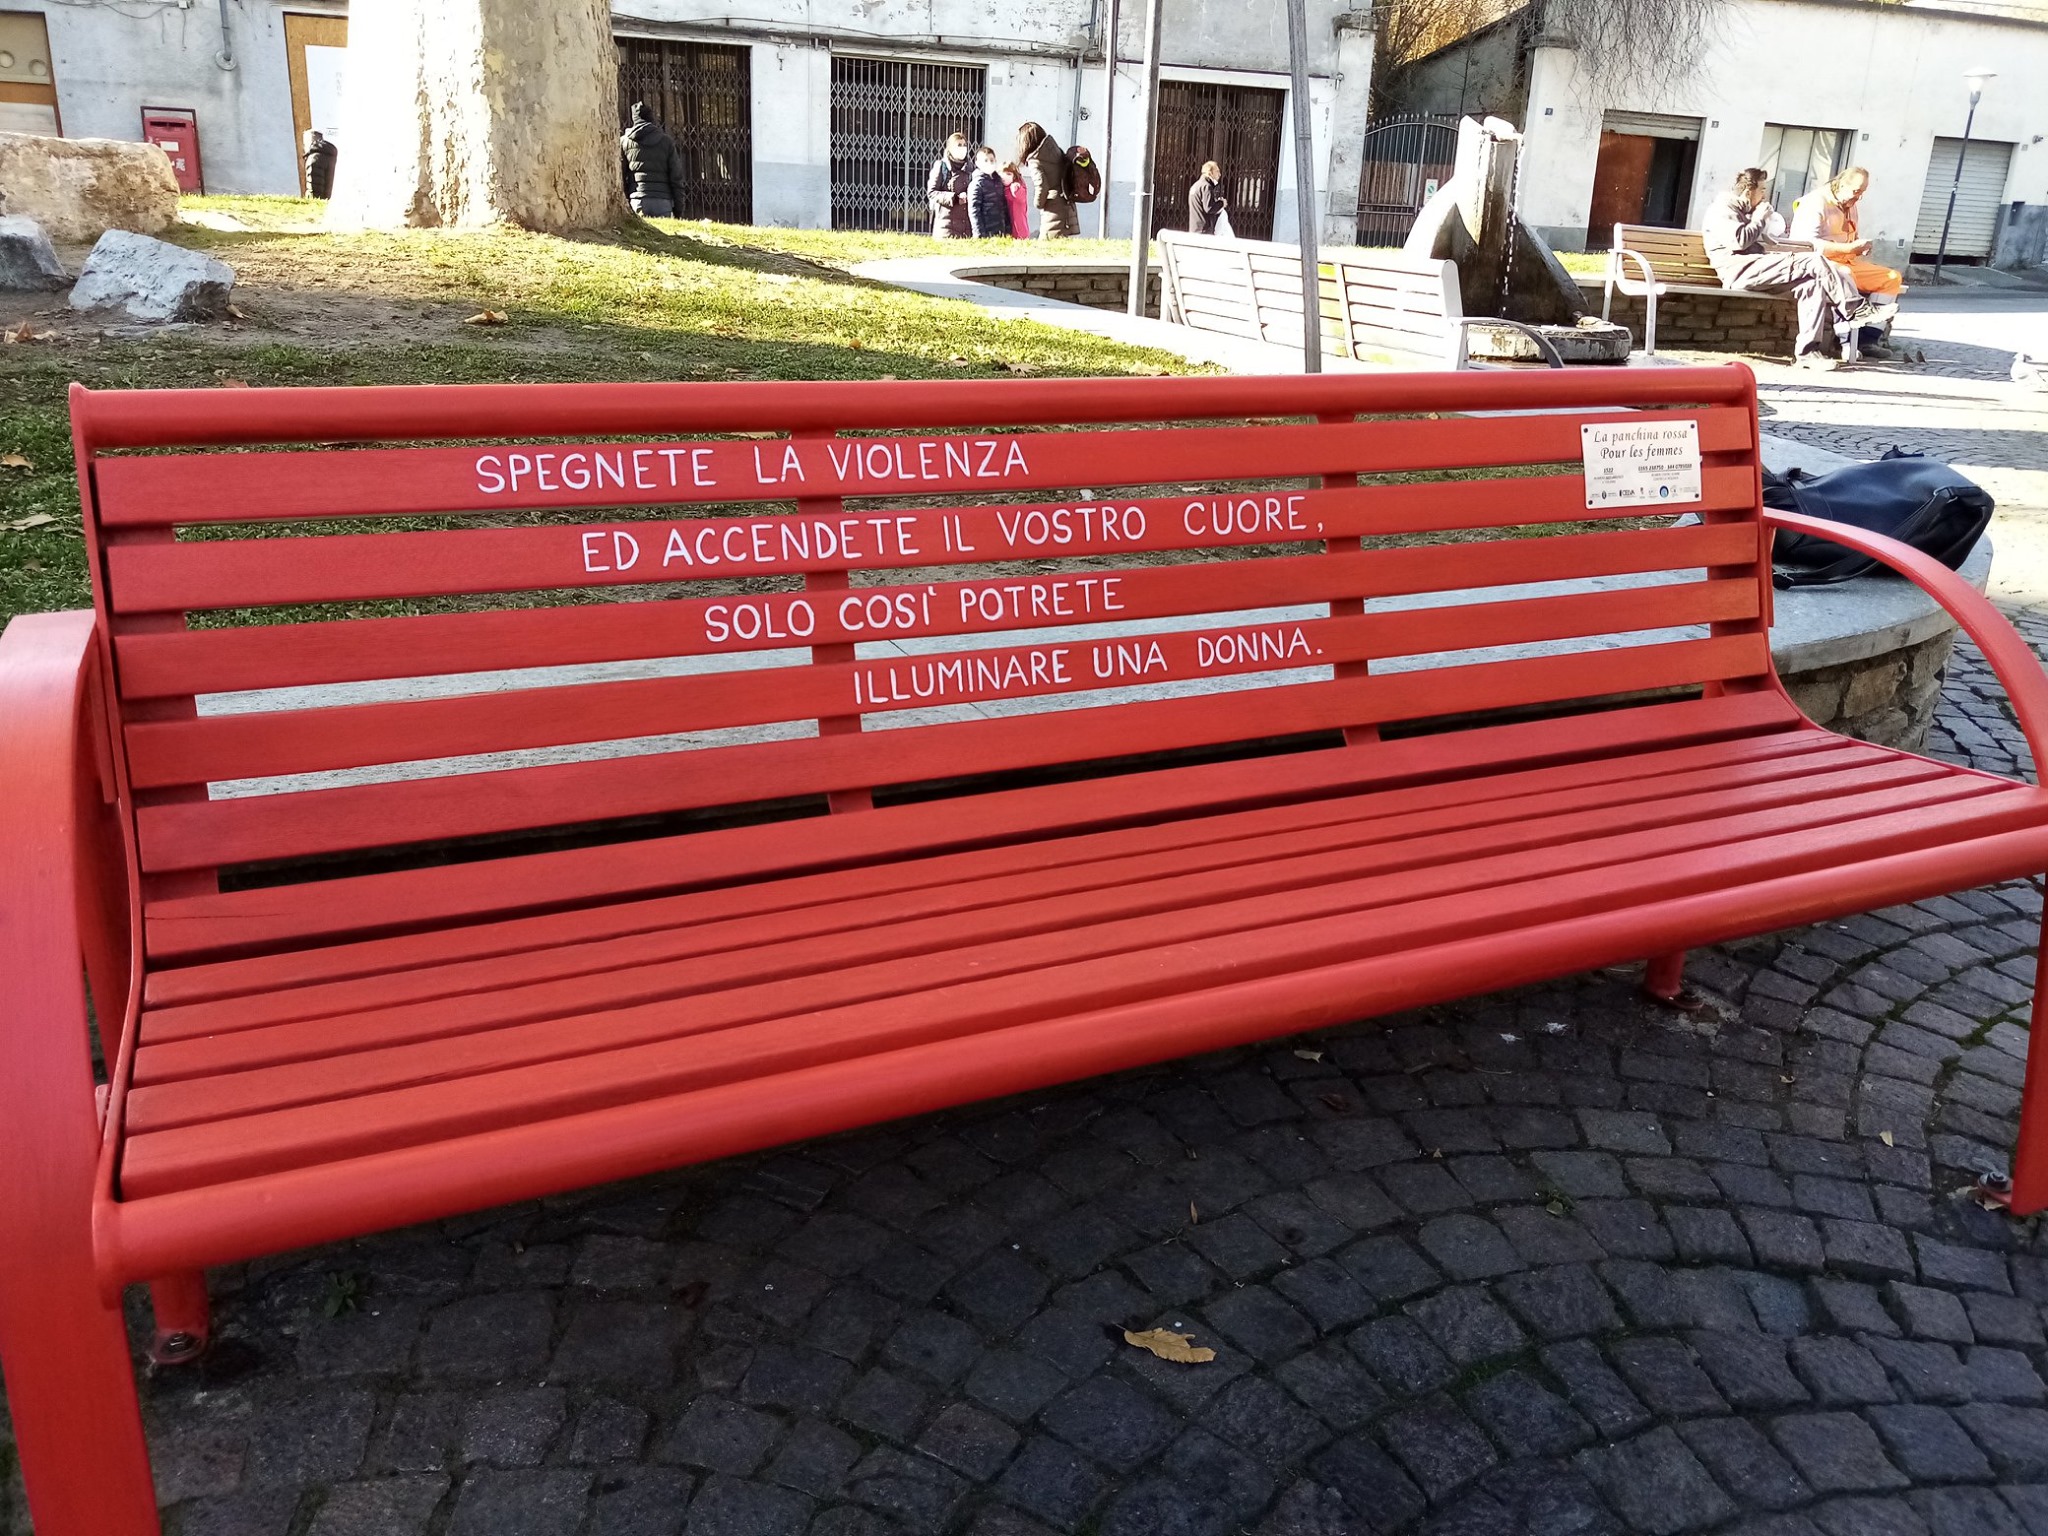 SPEGNETE LA VIOLENZA
ED ACCENDETE IL VOSTRO CUORE,
SOLO COSI' POTRETE
ILLUMINARE UNA DONNA.
La panchina rossa
Pour les femmes
1522